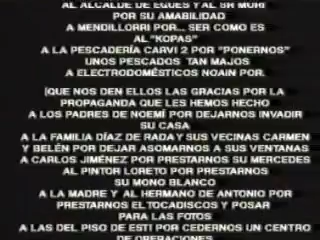 AL ALCALDE DE EGUES Y AL SR MORI
POR SU AMABILIDAD
A MENDILLORRI POR... SER COMO ES
AL "KOPAS"
A LA PESCADERÍA CARVI 2 POR "PONERNOS"
UNOS PESCADOS TAN MAJOS
A ELECTRODOMÉSTICOS NOAIN POR.
¡QUE NOS DEN ELLOS LAS GRACIAS POR LA
PROPAGANDA QUE LES HEMOS HECHO
A LOS PADRES DE NOEMÍ POR DEJARNOS INVADIR
SU CASA
A LA FAMILIA DÍAZ DE RADA Y SUS VECINAS CARMEN
Y BELÉN POR DEJAR ASOMARNOS A SUS VENTANAS
A CARLOS JIMÉNEZ POR PRESTARNOS SU MERCEDES
AL PINTOR LORETO POR PRESTARNOS
SU MONO BLANCO
A LA MADRE Y AL HERMANO DE ANTONIO POR
PRESTARNOS EL TOCADISCOS Y POSAR
PARA LAS FOTOS
A LAS DEL PISO DE ESTI POR CEDERNOS UN CENTRO
DE OPERACIONES